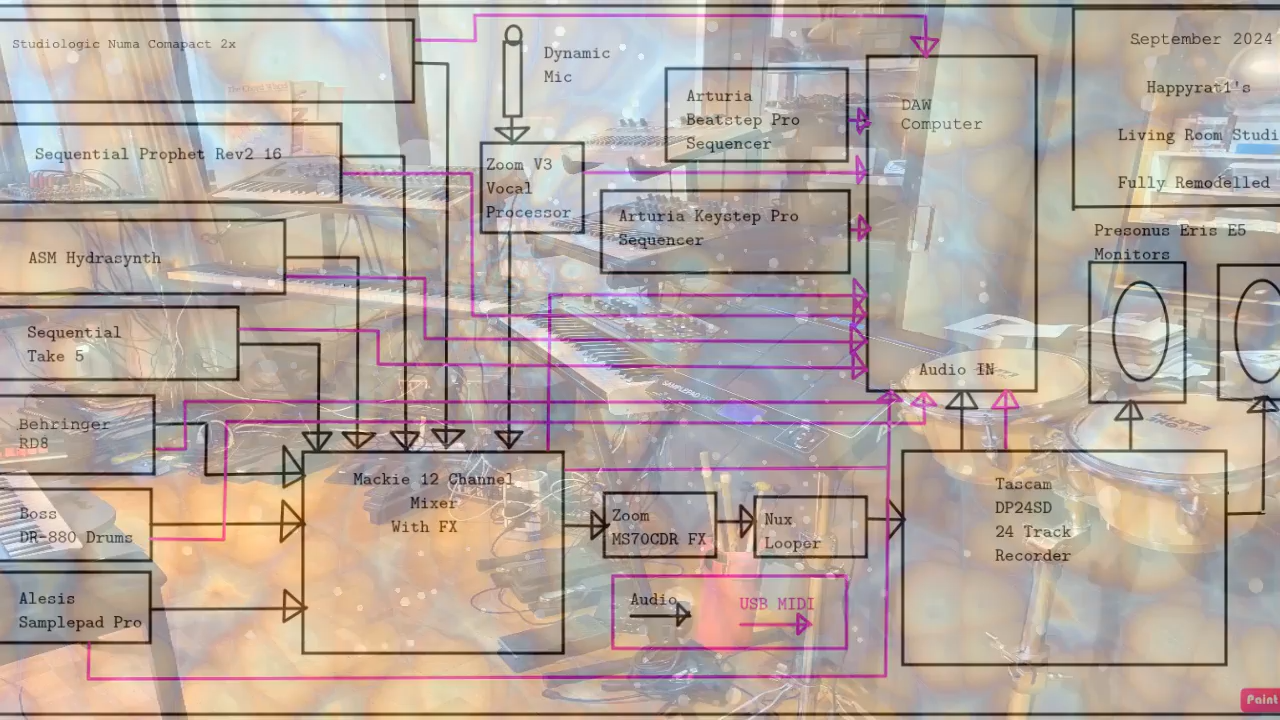 Studiologic Numa Comapact 2x
Dynamic
Mic
September 2024
Happyrat1's
Living Room Studi
Fully Remodelled
Arturia
Beatstep Pro
Sequencer
DAW
Computer
Sequential Prophet Rev2 16
Zoom V3
Vocal
Processor
Arturia Keystep Pro
Sequencer
Presonus Eris E5
Monitors
ASM Hydrasynth
Sequential
Take 5
Audio IN
Behringer
RD8
Mackie 12 Channel
Mixer
With FX
Boss
DR-880 Drums
Zoom
MS70CDR FX
Nux
Looper
Tascam
DP24SD
24 Track
Recorder
Alesis
Samplepad Pro
Audio
USB MIDI
Paint